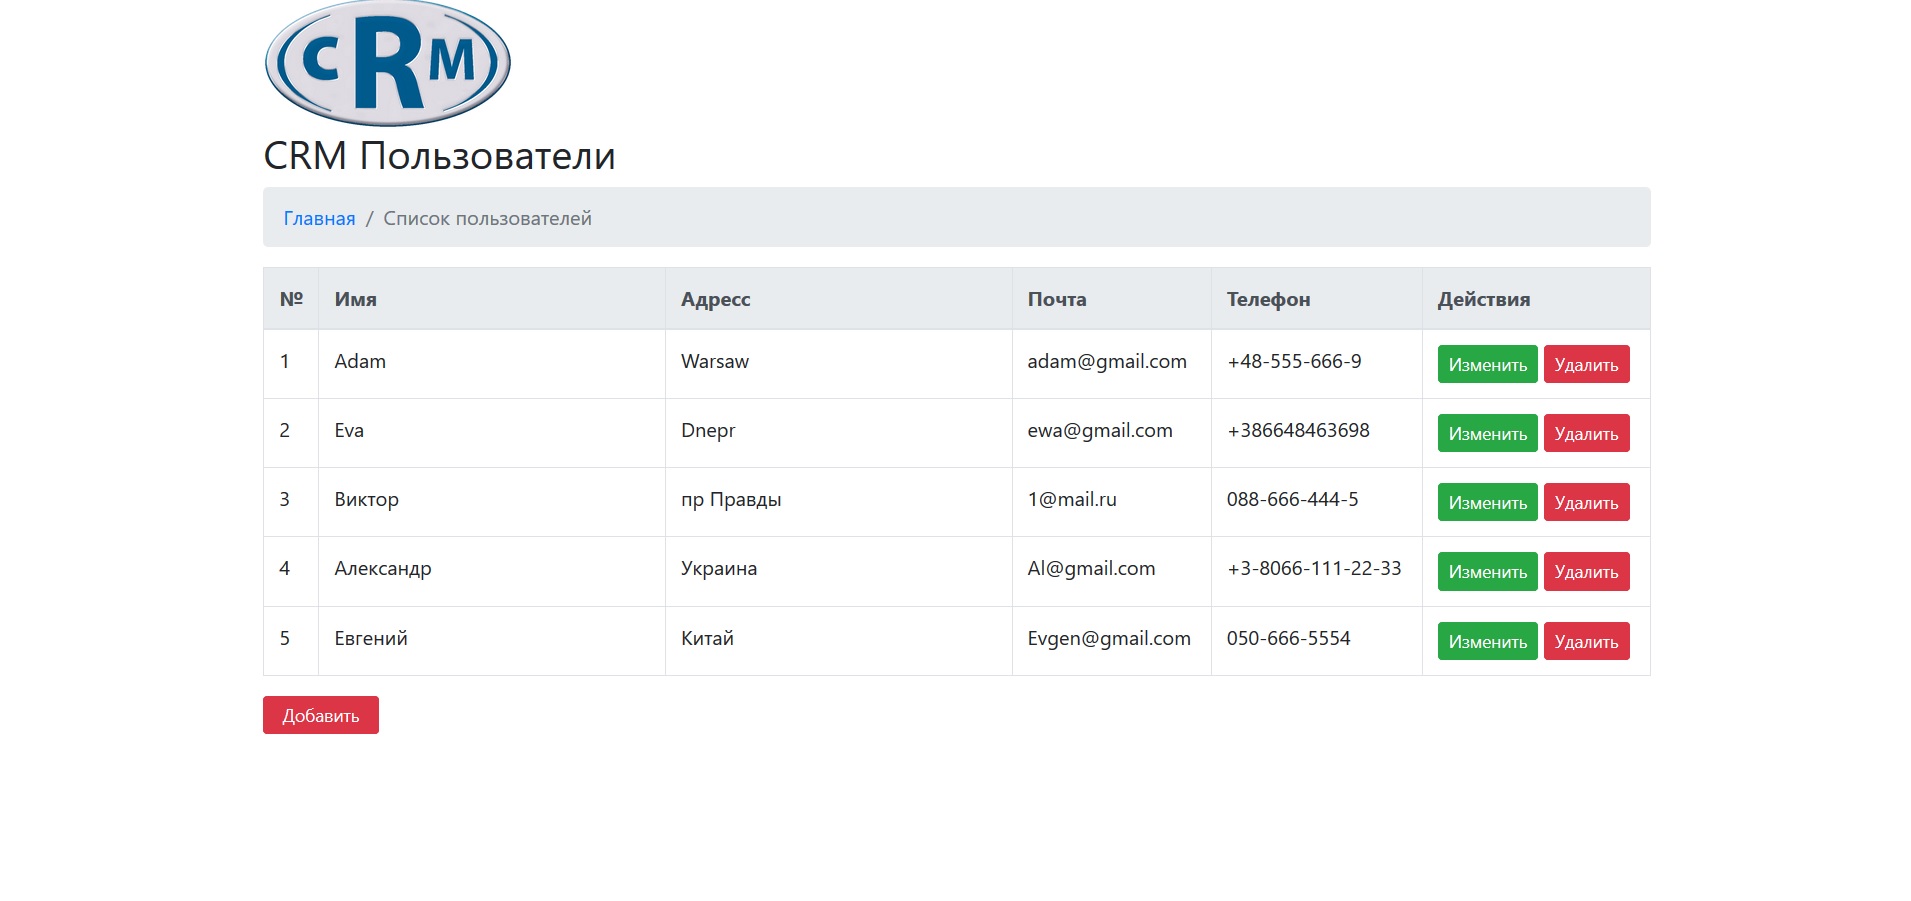 CRM
CRM Пользователи
Главная / Список пользователей
№ Имя Адресс Почта Телефон Действия
1 Adam Warsaw adam@gmail.com +48-555-666-9 Изменить Удалить
2 Eva Dnepr ewa@gmail.com +386648463698 Изменить Удалить
3 Виктор пр Правды 1@mail.ru 088-666-444-5 Изменить Удалить
4 Александр Украина Al@gmail.com +3-8066-111-22-33 Изменить Удалить
5 Евгений Китай Evgen@gmail.com 050-666-5554 Изменить Удалить
Добавить